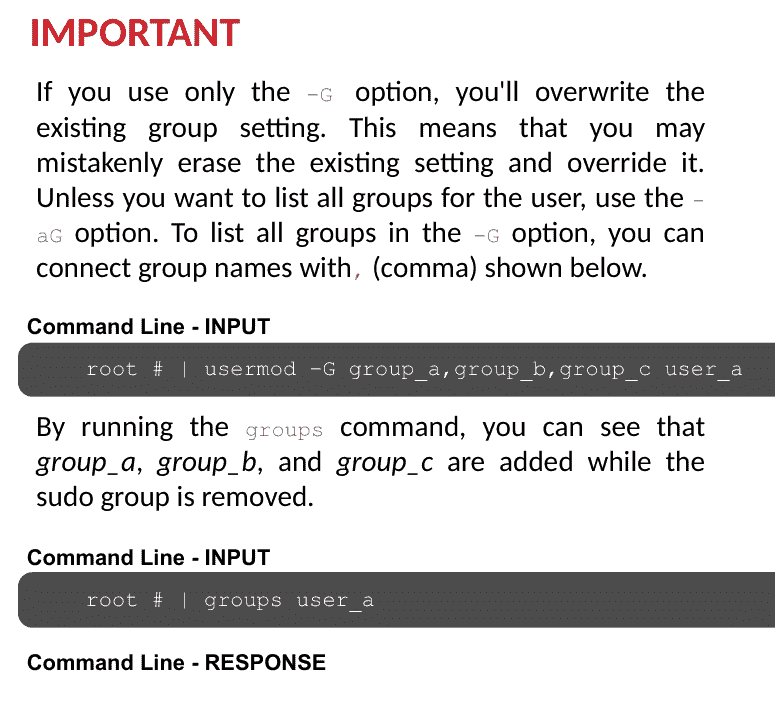 IMPORTANT
If you use only the -G option, you'll overwrite the
existing group setting. This means that you may
mistakenly erase the existing setting and override it.
Unless you want to list all groups for the user, use the -
aG option. To list all groups in the -G option, you can
connect group names with, (comma) shown below.
Command Line - INPUT
root # | usermod -G group_a,group_b,group_c user_a
By running the groups command, you can see that
group_a, group_b, and group_c are added while the
sudo group is removed.
Command Line - INPUT
root # | groups user_a
Command Line - RESPONSE